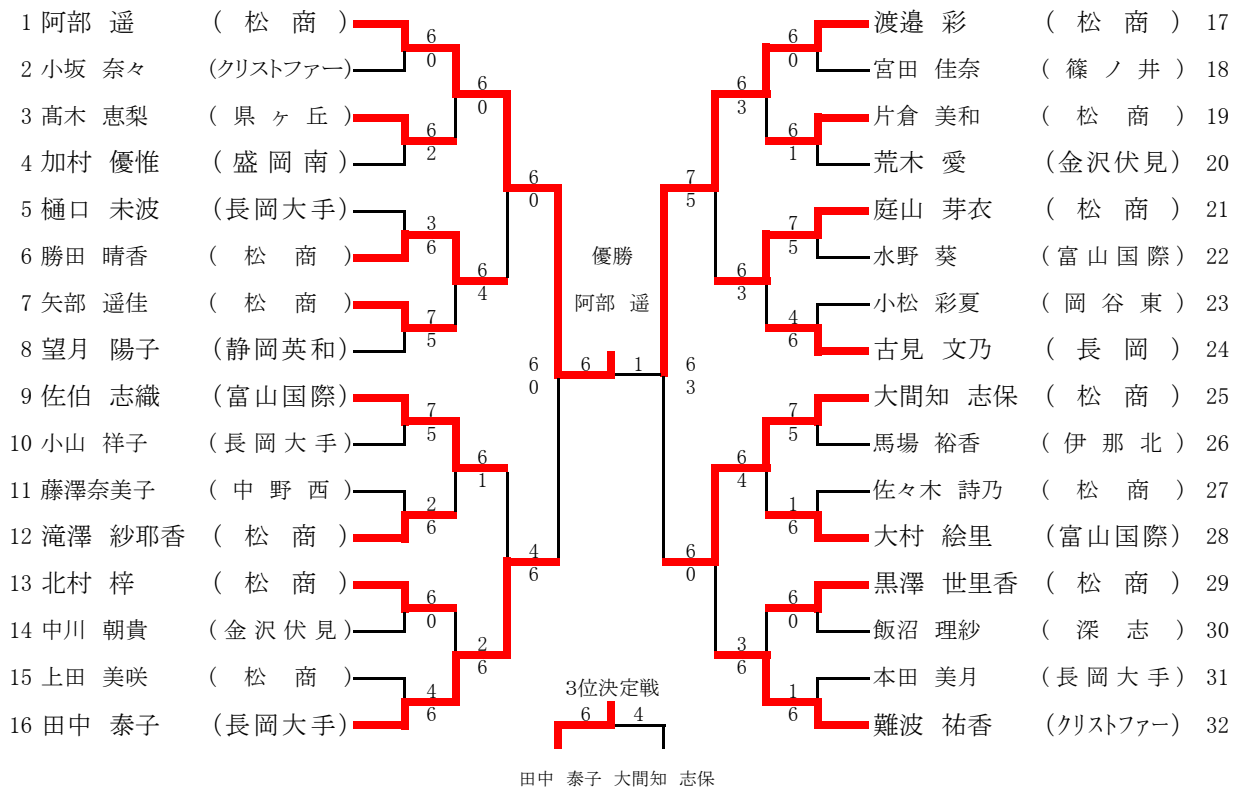 1 阿部 遥 ( 松 商 )
2 小坂 奈々 (クリストファー)
3 髙木 恵梨 ( 県 ヶ 丘 )
4 加村 優惟 ( 盛 岡 南 )
5 樋口 未波 (長岡大手)
6 勝田 晴香 ( 松 商 )
7 矢部 遥佳 ( 松 商 )
8 望月 陽子 (静岡英和)
9 佐伯 志織 (富山国際)
10 小山 祥子 (長岡大手)
11 藤澤奈美子 ( 中 野 西 )
12 滝澤 紗耶香 ( 松 商 )
13 北村 梓 ( 松 商 )
14 中川 朝貴 (金沢伏見)
15 上田 美咲 ( 松 商 )
16 田中 泰子 (長岡大手)
6
0
6
2
3
6
7
5
7
5
2
6
6
0
4
6
6
0
6
4
6
1
2
6
6
0
4
6
6
0
優勝
阿部 遥
6 1
6
3
3位決定戦
6 4
田中 泰子 大間知 志保
7
5
6
0
6
3
6
3
6
4
3
6
6
0
6
1
7
5
4
6
7
5
1
6
6
0
1
6
渡邉 彩 ( 松 商 ) 17
宮田 佳奈 ( 篠 ノ 井 ) 18
片倉 美和 ( 松 商 ) 19
荒木 愛 (金沢伏見) 20
庭山 芽衣 ( 松 商 ) 21
水野 葵 (富山国際) 22
小松 彩夏 ( 岡 谷 東 ) 23
古見 文乃 ( 長 岡 ) 24
大間知 志保 ( 松 商 ) 25
馬場 裕香 ( 伊 那 北 ) 26
佐々木 詩乃 ( 松 商 ) 27
大村 絵里 (富山国際) 28
黒澤 世里香 ( 松 商 ) 29
飯沼 理紗 ( 深 志 ) 30
本田 美月 (長岡大手) 31
難波 祐香 (クリストファー) 32